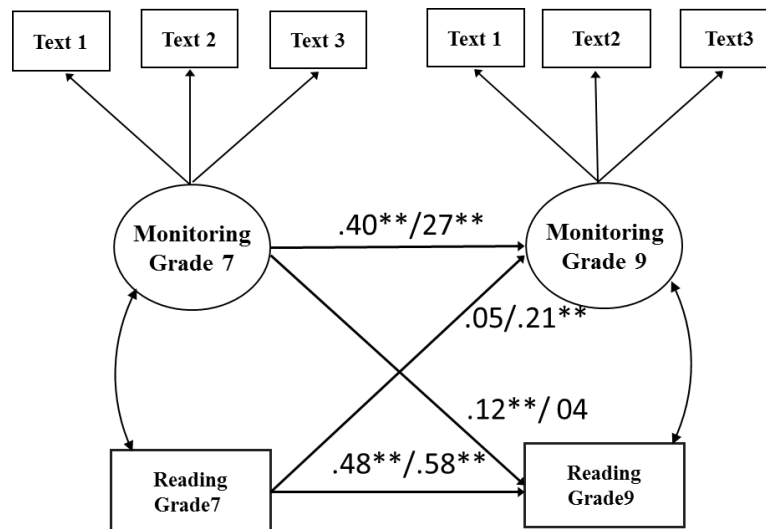 Text 1
Text 2
Text 3
Text 1
Text2
Text3
Monitoring
Grade 7
.40**/27**
Monitoring
Grade 9
.05/.21**
.12**/ 04
.48**/.58**
Reading
Grade7
Reading
Grade9